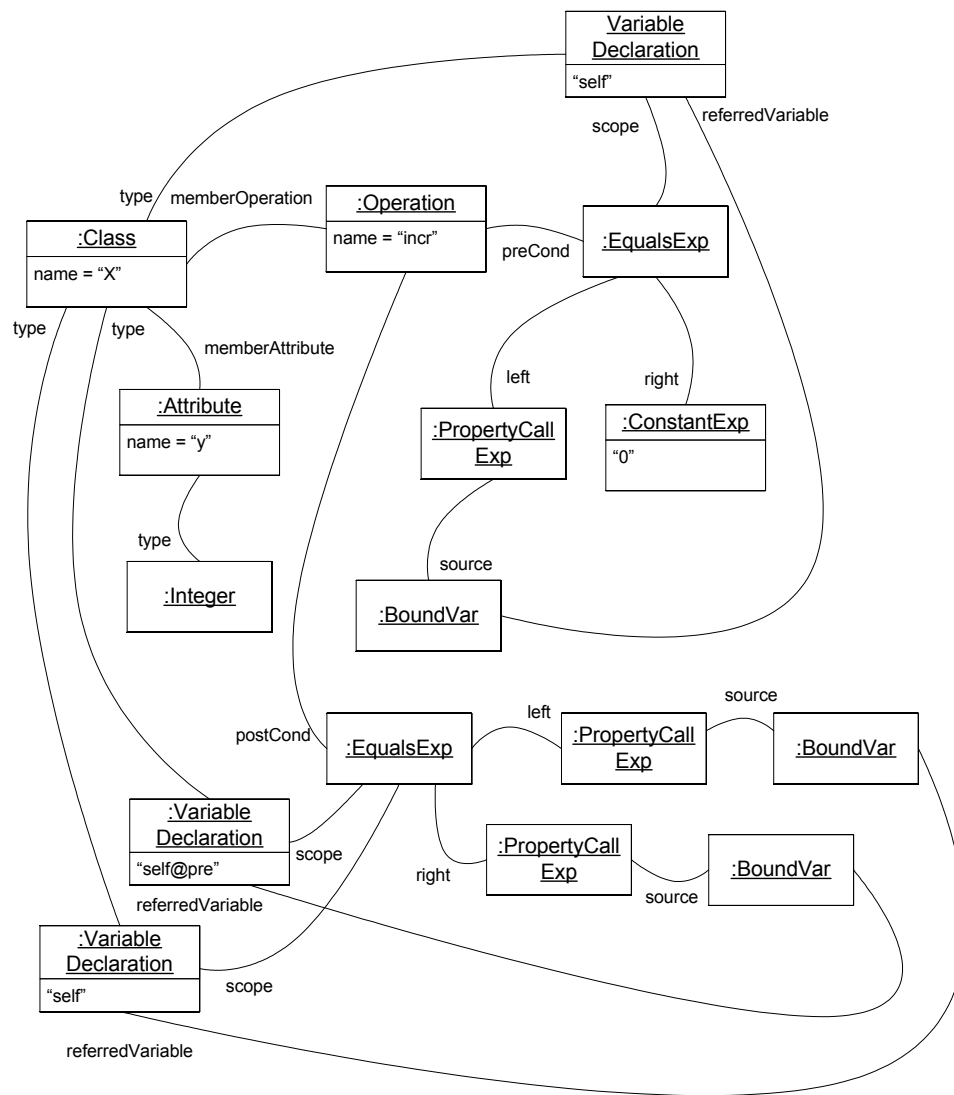 Variable
Declaration
“self”
referredVariable
scope
type
memberOperation
:Operation
name = “incr”
:Class
name = “X”
preCond
:EqualsExp
type
type
memberAttribute
left
right
:Attribute
name = “y”
:PropertyCall
Exp
:ConstantExp
“0”
type
source
:Integer
:BoundVar
postCond
:EqualsExp
left
:PropertyCall
Exp
source
:BoundVar
:Variable
Declaration
“self@pre”
scope
right
:PropertyCall
Exp
source
:BoundVar
referredVariable
:Variable
Declaration
“self”
scope
referredVariable